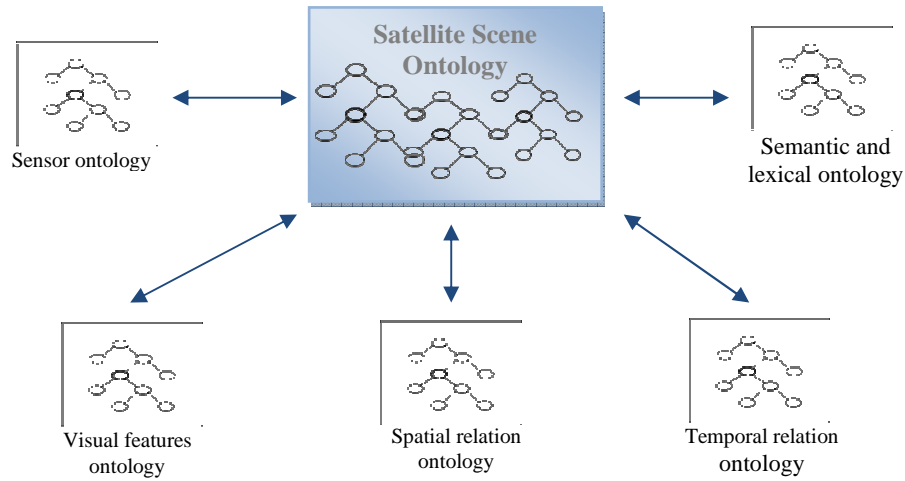 Satellite Scene
Ontology
Sensor ontology
Semantic and
lexical ontology
Visual features
ontology
Spatial relation
ontology
Temporal relation
ontology